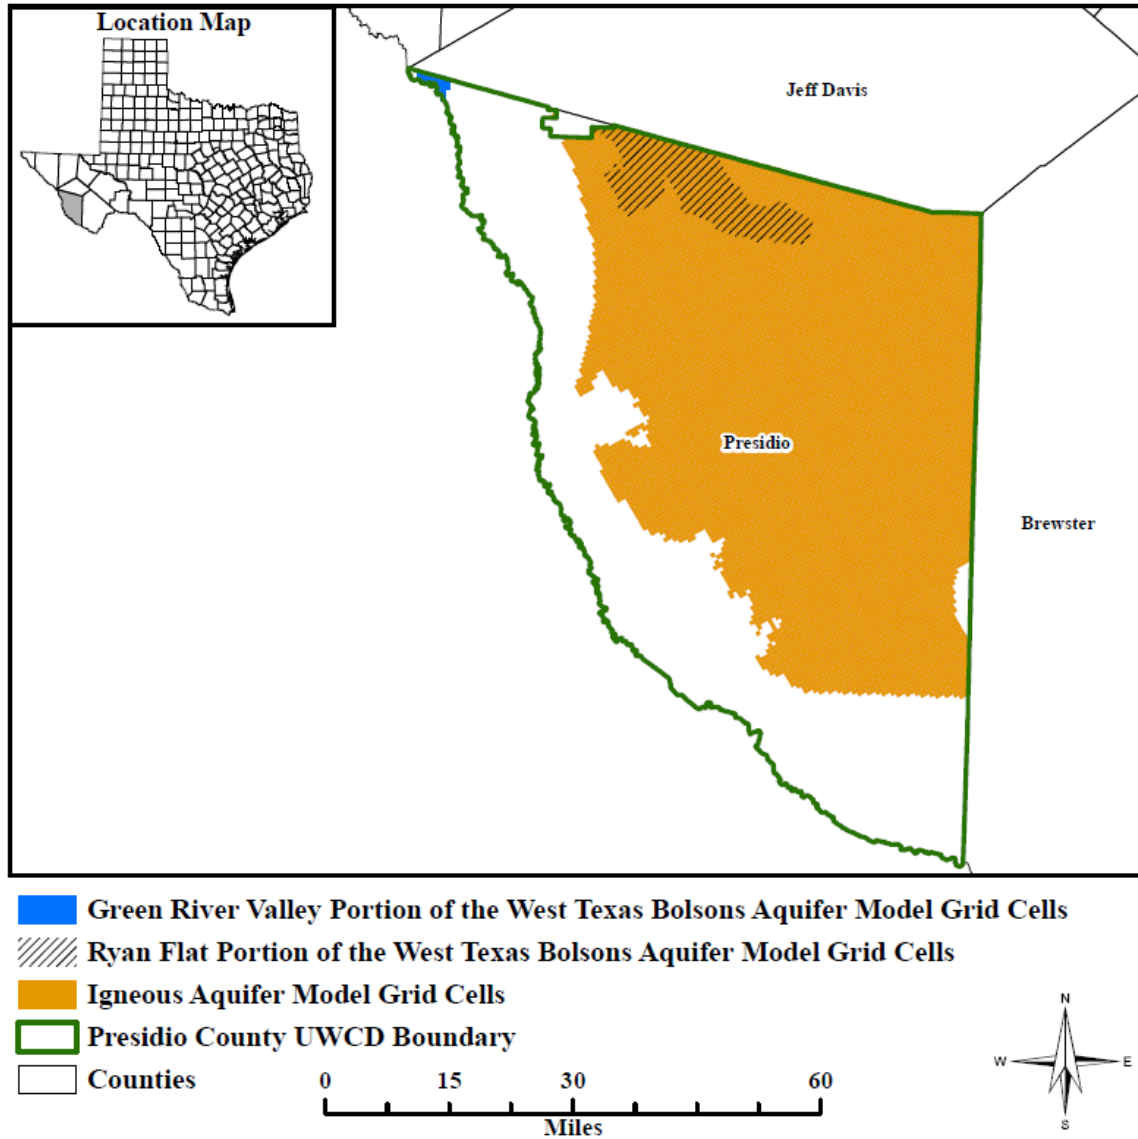 Location Map
Jeff Davis
Presidio
Brewster
Green River Valley Portion of the West Texas Bolsons Aquifer Model Grid Cells
Ryan Flat Portion of the West Texas Bolsons Aquifer Model Grid Cells
Igneous Aquifer Model Grid Cells
Presidio County UWCD Boundary
Counties
0 15 30 60
Miles
N
W E
S